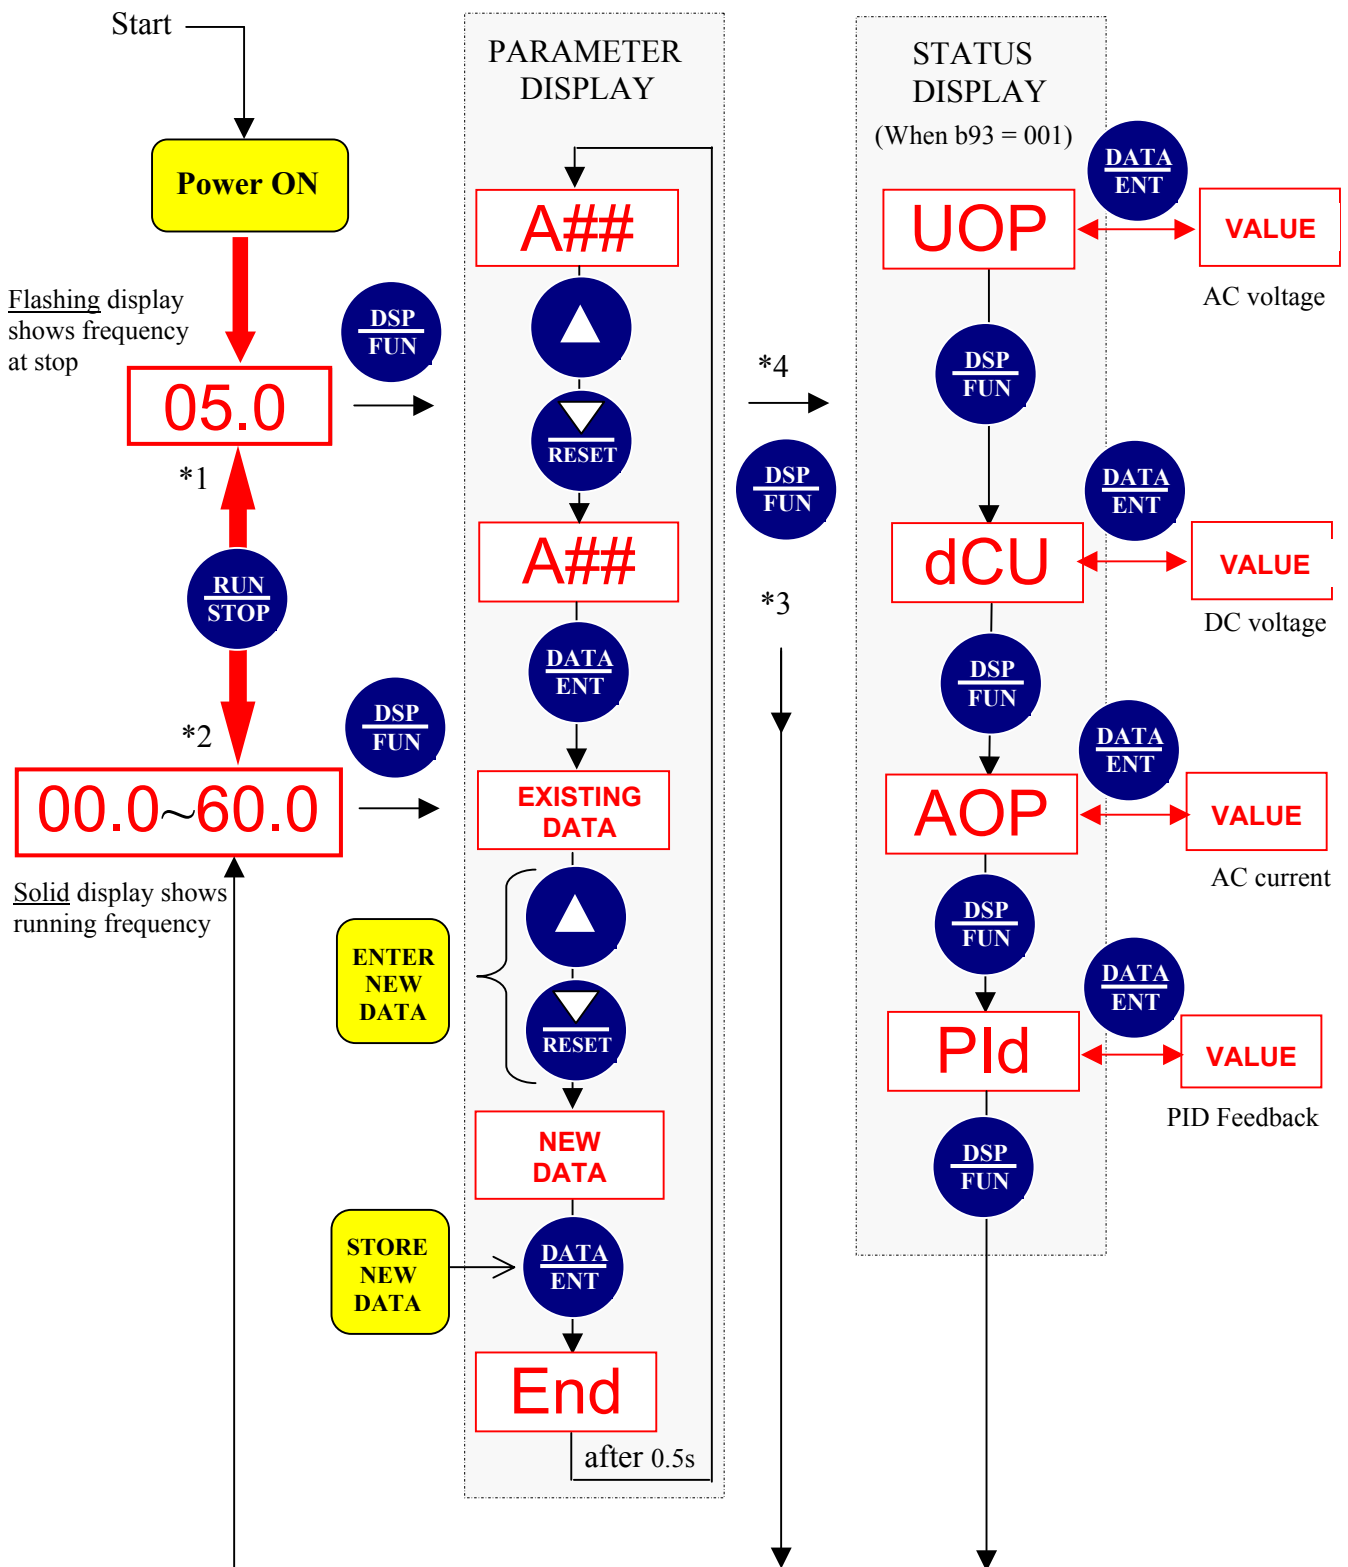 Start
Power ON
Flashing display
shows frequency
at stop
05.0
*1
RUN
STOP
*2
00.0~60.0
Solid display shows
running frequency
DSP
FUN
DSP
FUN
PARAMETER
DISPLAY
A##
RESET
A##
DATA
ENT
EXISTING
DATA
ENTER
NEW
DATA
RESET
NEW
DATA
STORE
NEW
DATA
DATA
ENT
End
after 0.5s
*4
DSP
FUN
*3
STATUS
DISPLAY
(When b93 = 001)
UOP
DATA
ENT
VALUE
AC voltage
DSP
FUN
dCU
DATA
ENT
VALUE
DC voltage
DSP
FUN
AOP
DATA
ENT
VALUE
AC current
DSP
FUN
PId
DATA
ENT
VALUE
PID Feedback
DSP
FUN